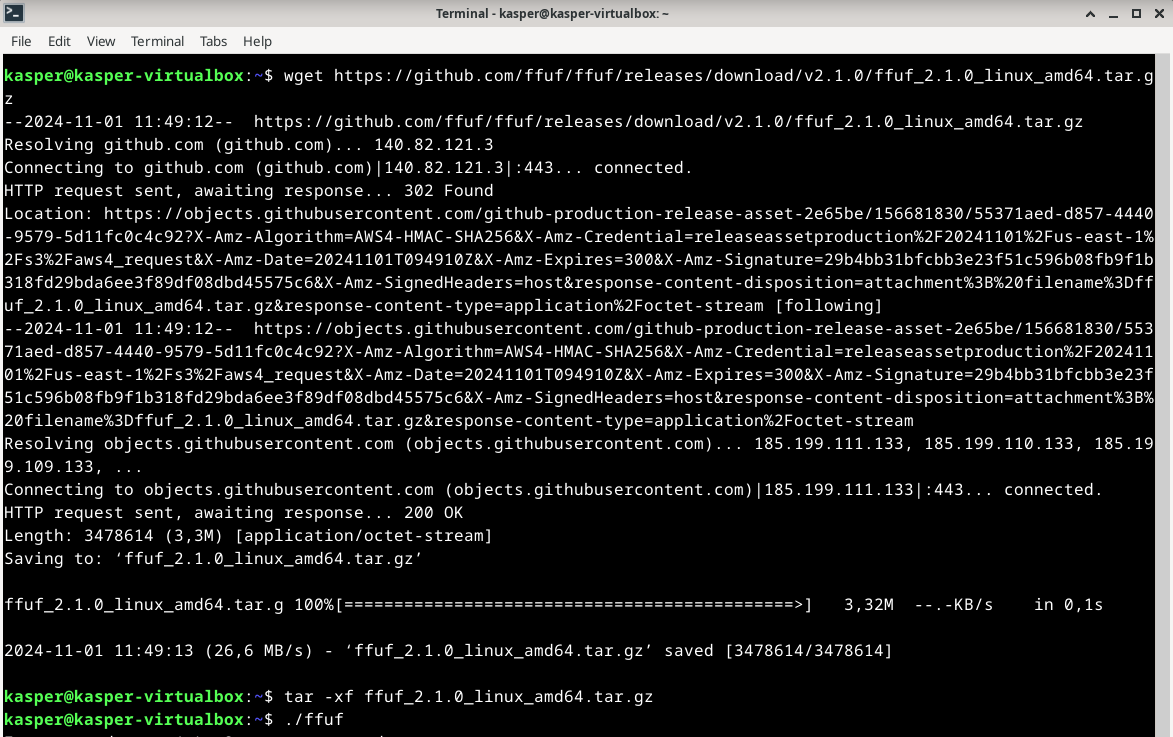 Terminal - kasper@kasper-virtualbox: ~
File Edit View Terminal Tabs Help
kasper@kasper-virtualbox:~$ wget https://github.com/ffuf/ffuf/releases/download/v2.1.0/ffuf_2.1.0_linux_amd64.tar.g
z
--2024-11-01 11:49:12--  https://github.com/ffuf/ffuf/releases/download/v2.1.0/ffuf_2.1.0_linux_amd64.tar.gz
Resolving github.com (github.com)... 140.82.121.3
Connecting to github.com (github.com)|140.82.121.3|:443... connected.
HTTP request sent, awaiting response... 302 Found
Location: https://objects.githubusercontent.com/github-production-release-asset-2e65be/156681830/55371aed-d857-4440
-9579-5d11fc0c4c92?X-Amz-Algorithm=AWS4-HMAC-SHA256&X-Amz-Credential=releaseassetproduction%2F20241101%2Fus-east-1%
2Fs3%2Faws4_request&X-Amz-Date=20241101T094910Z&X-Amz-Expires=300&X-Amz-Signature=29b4bb31bfcbb3e23f51c596b08fb9f1b
318fd29bda6ee3f89df08dbd45575c6&X-Amz-SignedHeaders=host&response-content-disposition=attachment%3B%20filename%3Dff
uf_2.1.0_linux_amd64.tar.gz&response-content-type=application%2Foctet-stream [following]
--2024-11-01 11:49:12--  https://objects.githubusercontent.com/github-production-release-asset-2e65be/156681830/553
71aed-d857-4440-9579-5d11fc0c4c92?X-Amz-Algorithm=AWS4-HMAC-SHA256&X-Amz-Credential=releaseassetproduction%2F202411
01%2Fus-east-1%2Fs3%2Faws4_request&X-Amz-Date=20241101T094910Z&X-Amz-Expires=300&X-Amz-Signature=29b4bb31bfcbb3e23f
51c596b08fb9f1b318fd29bda6ee3f89df08dbd45575c6&X-Amz-SignedHeaders=host&response-content-disposition=attachment%3B%
20filename%3Dffuf_2.1.0_linux_amd64.tar.gz&response-content-type=application%2Foctet-stream
Resolving objects.githubusercontent.com (objects.githubusercontent.com)... 185.199.111.133, 185.199.110.133, 185.19
9.109.133, ...
Connecting to objects.githubusercontent.com (objects.githubusercontent.com)|185.199.111.133|:443... connected.
HTTP request sent, awaiting response... 200 OK
Length: 3478614 (3,3M) [application/octet-stream]
Saving to: ‘ffuf_2.1.0_linux_amd64.tar.gz’
ffuf_2.1.0_linux_amd64.tar.g 100%[=============================================>]   3,32M  --.-KB/s    in 0,1s
2024-11-01 11:49:13 (26,6 MB/s) - ‘ffuf_2.1.0_linux_amd64.tar.gz’ saved [3478614/3478614]
kasper@kasper-virtualbox:~$ tar -xf ffuf_2.1.0_linux_amd64.tar.gz
kasper@kasper-virtualbox:~$ ./ffuf